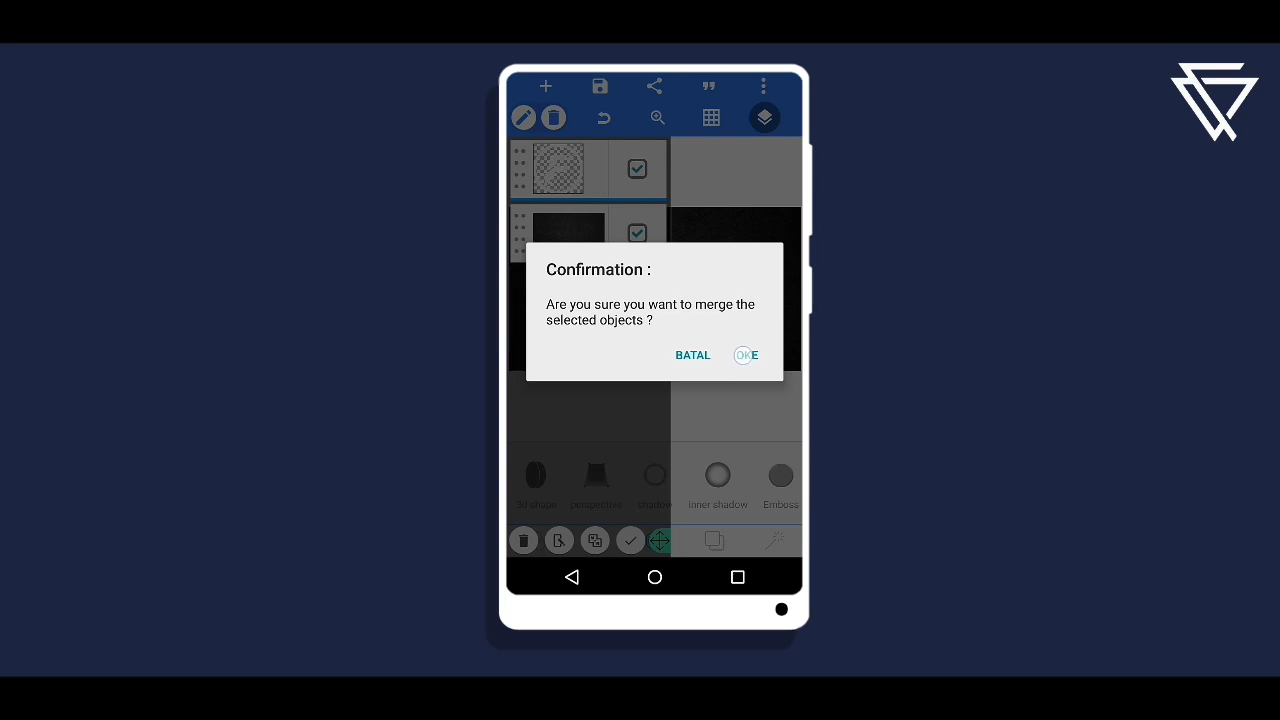 Confirmation :
Are you sure you want to merge the
selected objects ?
BATAL OKE
3d shape perspective shadow inner shadow Emboss